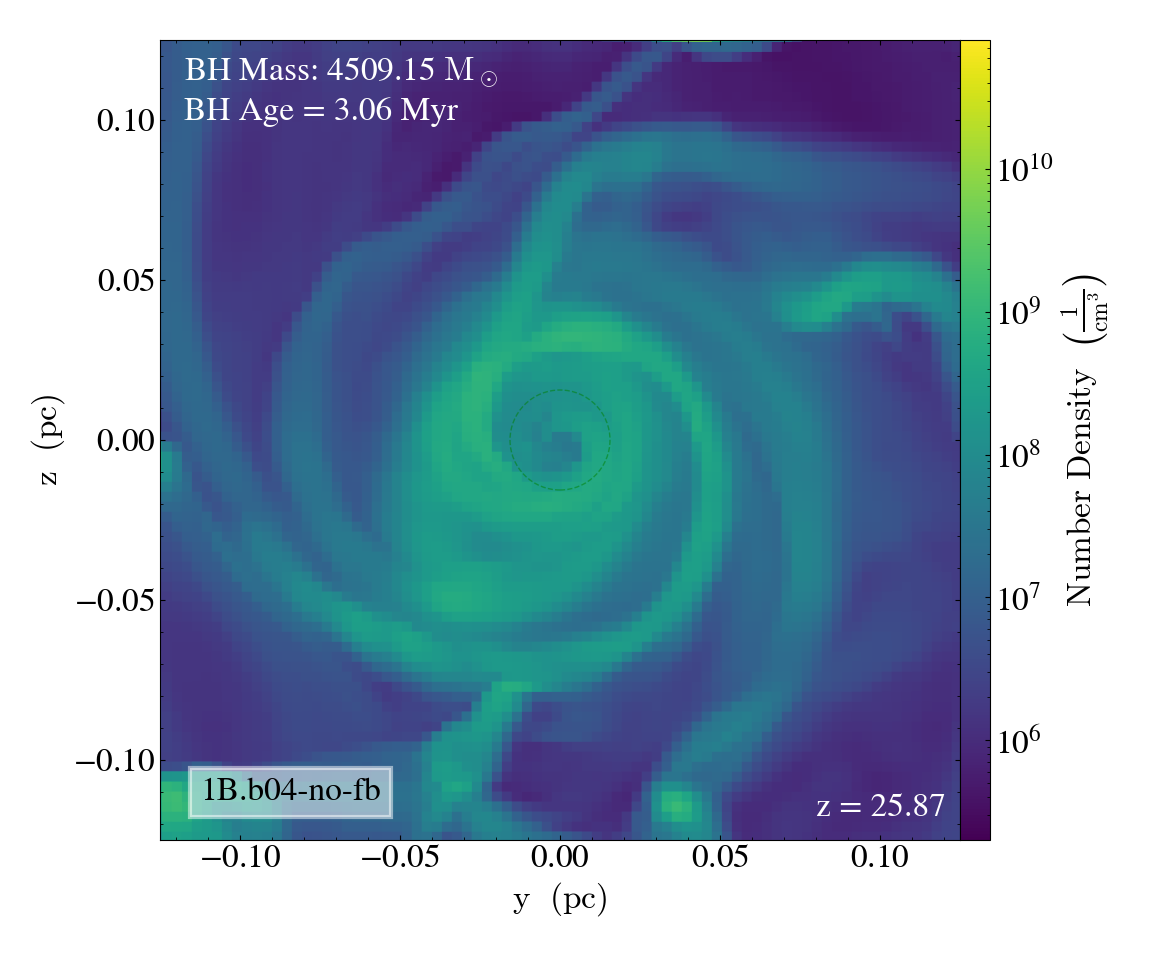 BH Mass: 4509.15 M⊙
BH Age = 3.06 Myr
0.10
0.05
0.00
−0.05
−0.10
z (pc)
1B.b04-no-fb
z = 25.87
−0.10 −0.05 0.00 0.05 0.10
y (pc)
10^10
10^9
10^8
10^7
10^6
Number Density (1/cm^3)